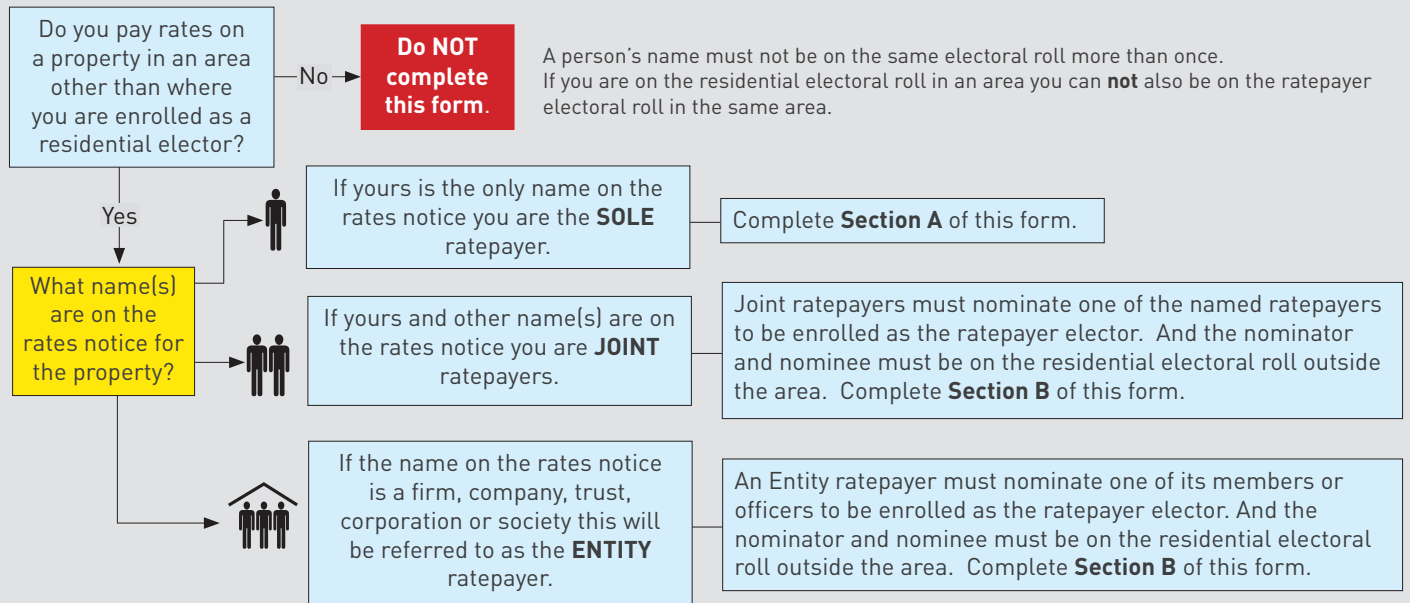 Do you pay rates on
a property in an area
other than where
you are enrolled as a
residential elector?
No
Do NOT
complete
this form.
A person's name must not be on the same electoral roll more than once.
If you are on the residential electoral roll in an area you can not also be on the ratepayer
electoral roll in the same area.
Yes
What name(s)
are on the
rates notice for
the property?
If yours is the only name on the
rates notice you are the SOLE
ratepayer.
Complete Section A of this form.
If yours and other name(s) are on
the rates notice you are JOINT
ratepayers.
Joint ratepayers must nominate one of the named ratepayers
to be enrolled as the ratepayer elector.  And the nominator
and nominee must be on the residential electoral roll outside
the area.  Complete Section B of this form.
If the name on the rates notice
is a firm, company, trust,
corporation or society this will
be referred to as the ENTITY
ratepayer.
An Entity ratepayer must nominate one of its members or
officers to be enrolled as the ratepayer elector. And the
nominator and nominee must be on the residential electoral
roll outside the area.  Complete Section B of this form.